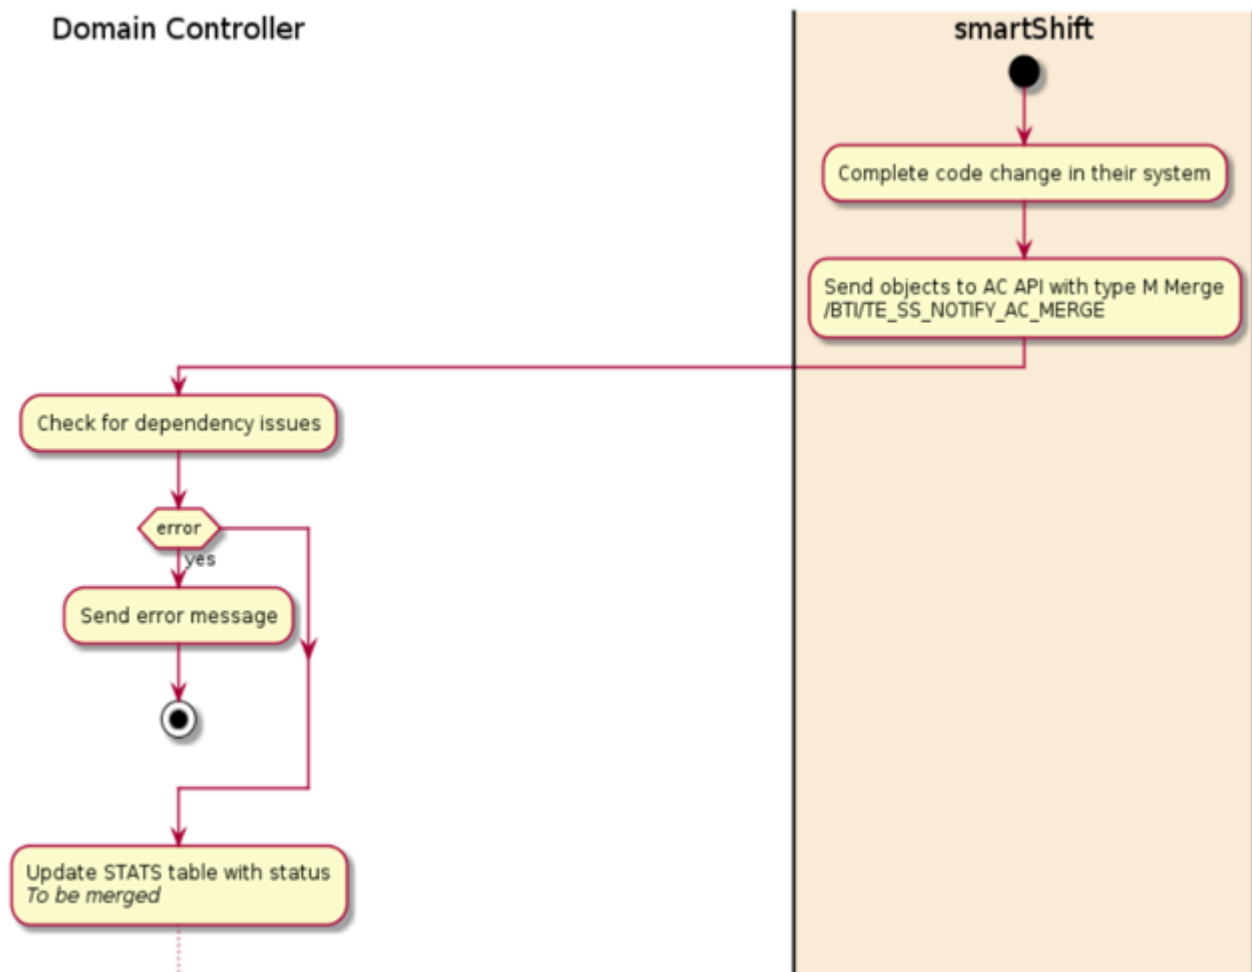 Domain Controller
smartShift
Complete code change in their system
Send objects to AC API with type M Merge
/BTI/TE_SS_NOTIFY_AC_MERGE
Check for dependency issues
error
yes
Send error message
Update STATS table with status
To be merged